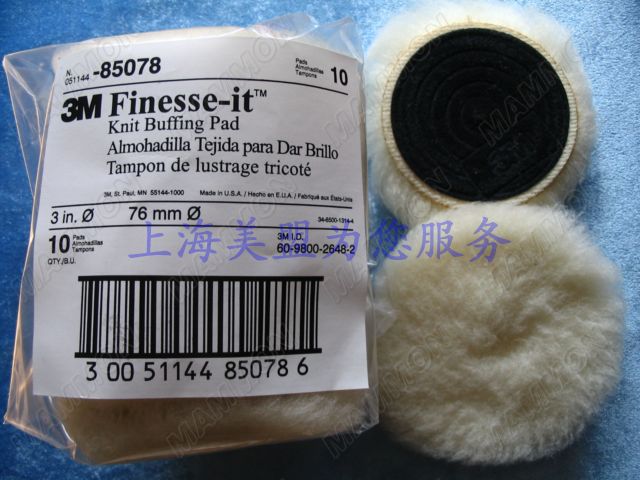 N.
051144 -85078
Pads
Almohadillas
Tampons
10
3M Finesse-it™
Knit Buffing Pad
Almohadilla Tejida para Dar Brillo
Tampon de lustrage tricoté
3M, St. Paul, MN 55144-1000 Made in U.S.A. / Hecho en E.U.A. / Fabriqué aux États-Unis
3 in. Ø 76 mm Ø
34-6500-1314-4
10 Pads
Almohadillas
Tampons
QTY./B.U.
3M I.D.
60-9800-2648-2
上海美盟为您服务
3 00 51144 85078 6
3M
MAMMON